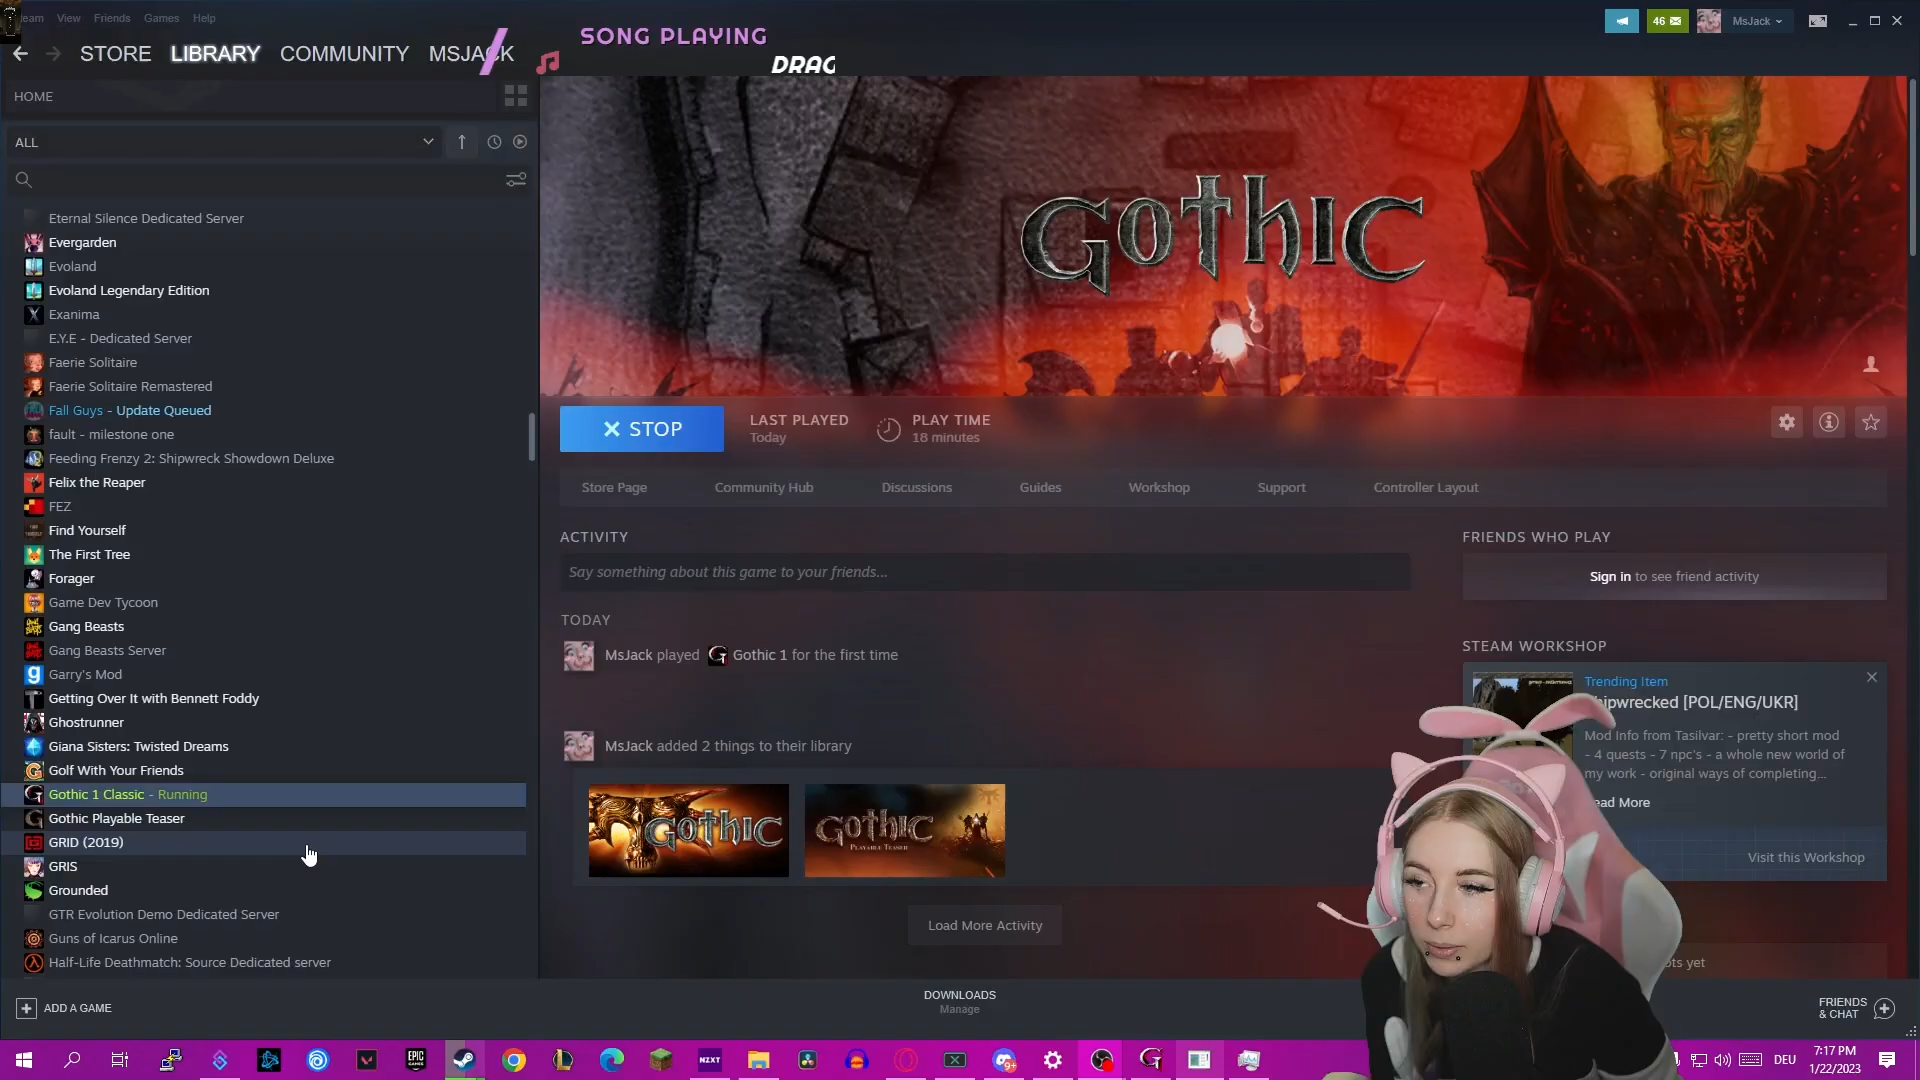 View Friends Games Help
46
MsJack
STORE LIBRARY COMMUNITY MSJACK
SONG PLAYING
DRAG
HOME
ALL
Eternal Silence Dedicated Server
Evergarden
Evoland
Evoland Legendary Edition
Exanima
E.Y.E - Dedicated Server
Faerie Solitaire
Faerie Solitaire Remastered
Fall Guys - Update Queued
fault - milestone one
Feeding Frenzy 2: Shipwreck Showdown Deluxe
Felix the Reaper
FEZ
Find Yourself
The First Tree
Forager
Game Dev Tycoon
Gang Beasts
Gang Beasts Server
Garry's Mod
Getting Over It with Bennett Foddy
Ghostrunner
Giana Sisters: Twisted Dreams
Golf With Your Friends
Gothic 1 Classic - Running
Gothic Playable Teaser
GRID (2019)
GRIS
Grounded
GTR Evolution Demo Dedicated Server
Guns of Icarus Online
Half-Life Deathmatch: Source Dedicated server
ADD A GAME
GOTHIC
STOP
LAST PLAYED
Today
PLAY TIME
18 minutes
Store Page Community Hub Discussions Guides Workshop Support Controller Layout
ACTIVITY
Say something about this game to your friends...
TODAY
MsJack played Gothic 1 for the first time
MsJack added 2 things to their library
GOTHIC
GOTHIC
PLAYABLE TEASER
Load More Activity
FRIENDS WHO PLAY
Sign in to see friend activity
STEAM WORKSHOP
Trending Item
hipwrecked [POL/ENG/UKR]
Mod Info from Tasilvar: - pretty short mod
- 4 quests - 7 npc's - a whole new world of
my work - original ways of completing...
ead More
Visit this Workshop
ots yet
DOWNLOADS
Manage
FRIENDS
& CHAT
EPIC
GAMES
NZXT
9+
DEU
7:17 PM
1/22/2023